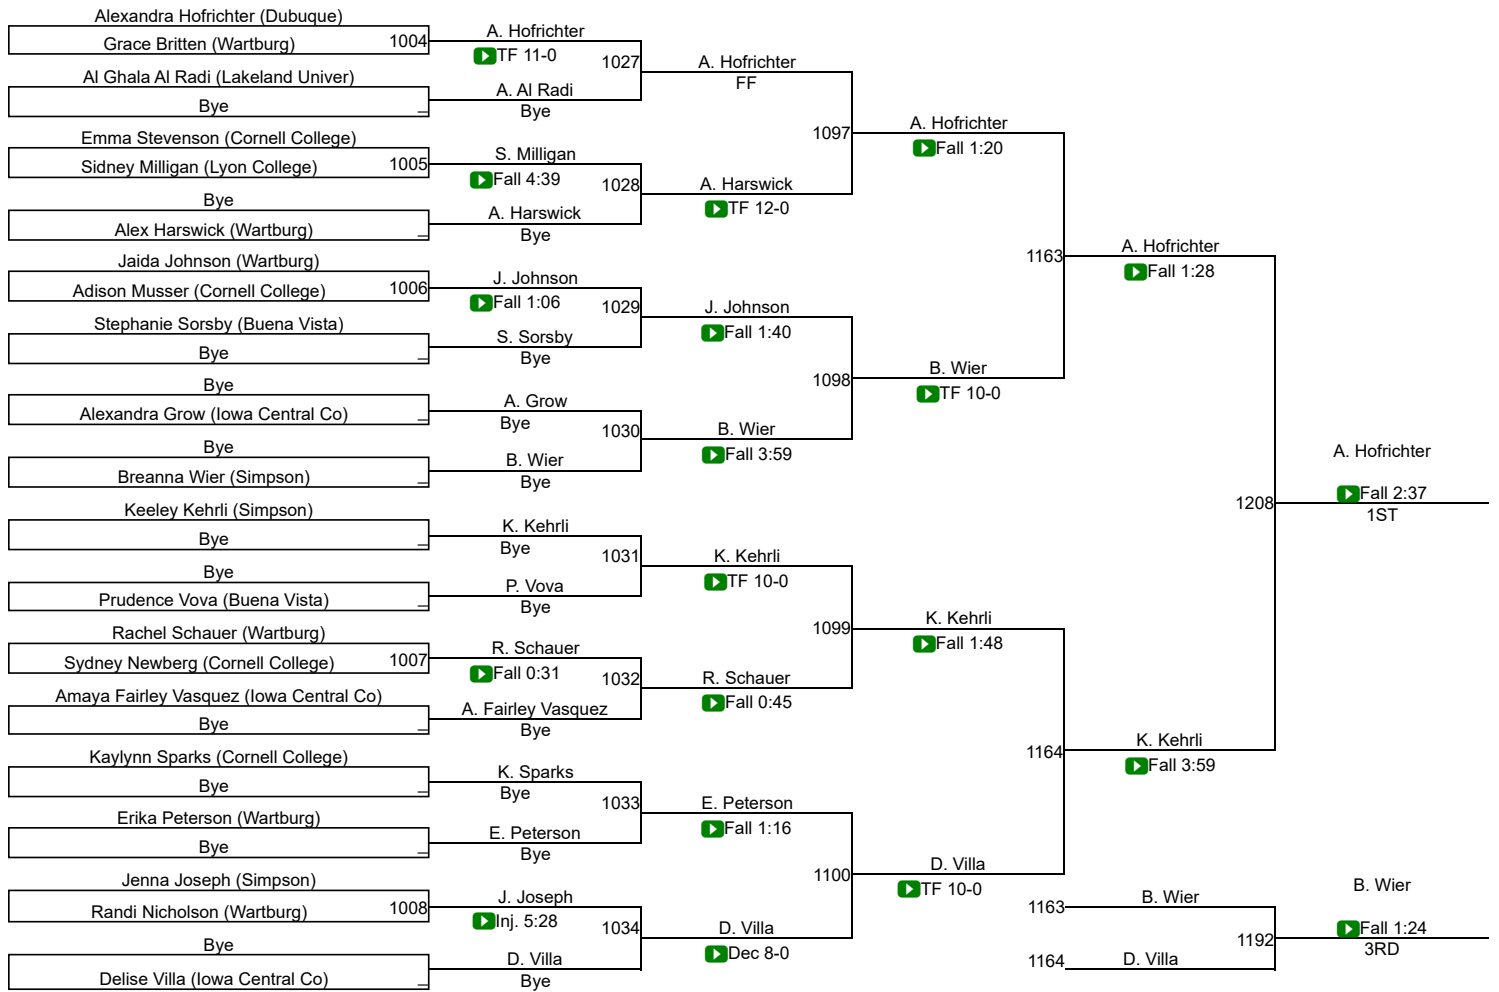 Alexandra Hofrichter (Dubuque)
Grace Britten (Wartburg) 1004
Al Ghala Al Radi (Lakeland Univer)
Bye _
Emma Stevenson (Cornell College)
Sidney Milligan (Lyon College) 1005
Bye
Alex Harswick (Wartburg) _
Jaida Johnson (Wartburg)
Adison Musser (Cornell College) 1006
Stephanie Sorsby (Buena Vista)
Bye _
Bye
Alexandra Grow (Iowa Central Co) _
Bye
Breanna Wier (Simpson) _
Keeley Kehrli (Simpson)
Bye _
Bye
Prudence Vova (Buena Vista) _
Rachel Schauer (Wartburg)
Sydney Newberg (Cornell College) 1007
Amaya Fairley Vasquez (Iowa Central Co)
Bye _
Kaylynn Sparks (Cornell College)
Bye _
Erika Peterson (Wartburg)
Bye _
Jenna Joseph (Simpson)
Randi Nicholson (Wartburg) 1008
Bye
Delise Villa (Iowa Central Co) _
A. Hofrichter
TF 11-0
1027
A. Al Radi
Bye
S. Milligan
Fall 4:39
1028
A. Harswick
Bye
J. Johnson
Fall 1:06
1029
S. Sorsby
Bye
A. Grow
Bye
1030
B. Wier
Bye
K. Kehrli
Bye
1031
P. Vova
Bye
R. Schauer
Fall 0:31
1032
A. Fairley Vasquez
Bye
K. Sparks
Bye
1033
E. Peterson
Bye
J. Joseph
Inj. 5:28
1034
D. Villa
Bye
A. Hofrichter
FF
1097
A. Harswick
TF 12-0
J. Johnson
Fall 1:40
1098
B. Wier
Fall 3:59
K. Kehrli
TF 10-0
1099
R. Schauer
Fall 0:45
E. Peterson
Fall 1:16
1100
D. Villa
Dec 8-0
A. Hofrichter
Fall 1:20
1163
B. Wier
TF 10-0
K. Kehrli
Fall 1:48
1164
D. Villa
TF 10-0
A. Hofrichter
Fall 1:28
1208
K. Kehrli
Fall 3:59
A. Hofrichter
Fall 2:37
1ST
1163 B. Wier
1192
1164 D. Villa
B. Wier
Fall 1:24
3RD